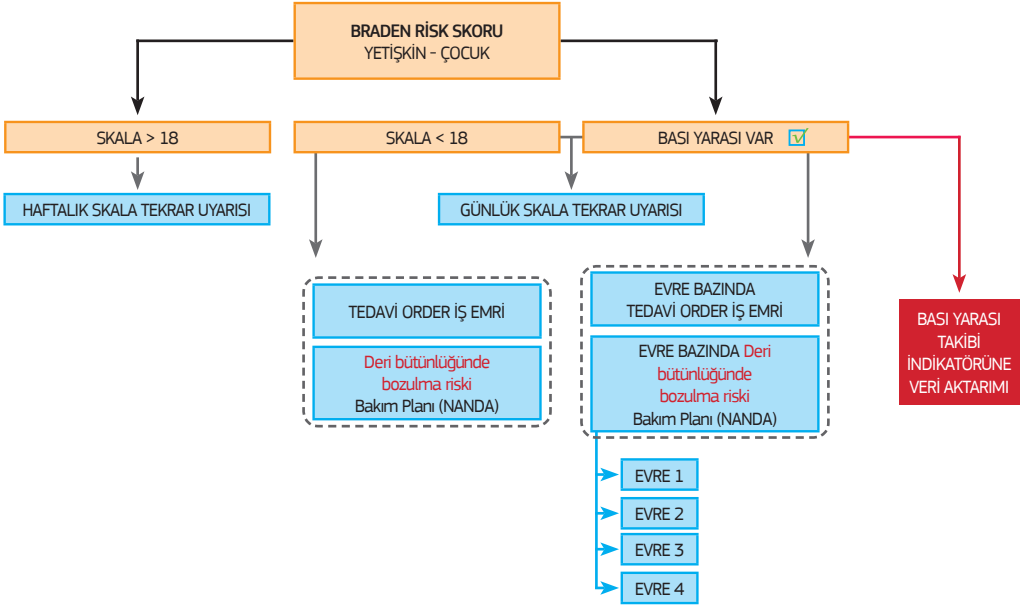 BRADEN RİSK SKORU
YETİŞKİN - ÇOCUK
SKALA > 18
SKALA < 18
BASI YARASI VAR
HAFTALIK SKALA TEKRAR UYARISI
GÜNLÜK SKALA TEKRAR UYARISI
TEDAVİ ORDER İŞ EMRİ
Deri bütünlüğünde
bozulma riski
Bakım Planı (NANDA)
EVRE BAZINDA
TEDAVİ ORDER İŞ EMRİ
EVRE BAZINDA Deri
bütünlüğünde
bozulma riski
Bakım Planı (NANDA)
BASI YARASI
TAKİBİ
İNDİKATÖRÜNE
VERİ AKTARIMI
EVRE 1
EVRE 2
EVRE 3
EVRE 4